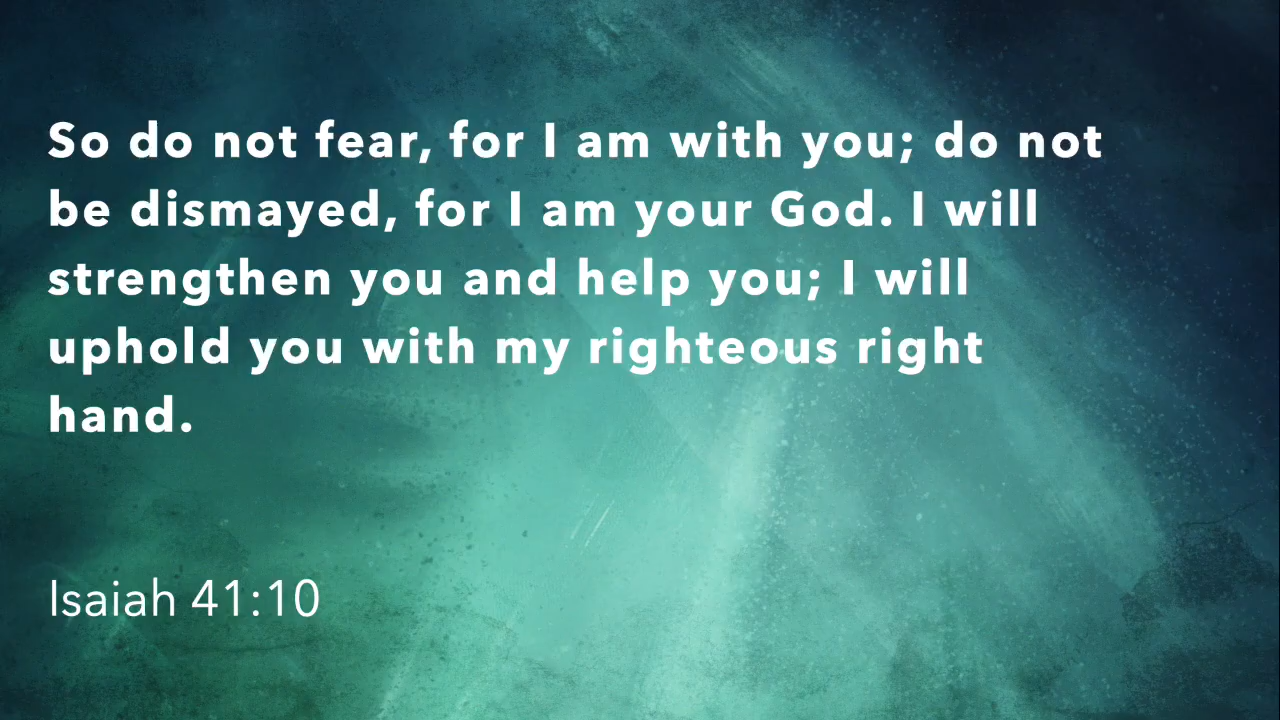 So do not fear, for I am with you; do not
be dismayed, for I am your God. I will
strengthen you and help you; I will
uphold you with my righteous right
hand.
Isaiah 41:10